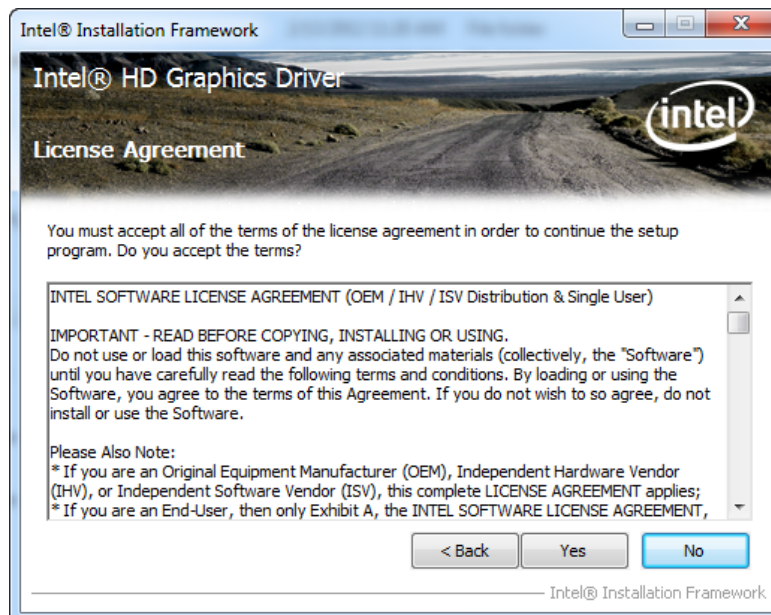 Intel® Installation Framework
Intel® HD Graphics Driver
intel
License Agreement
You must accept all of the terms of the license agreement in order to continue the setup
program. Do you accept the terms?
INTEL SOFTWARE LICENSE AGREEMENT (OEM / IHV / ISV Distribution & Single User)
IMPORTANT - READ BEFORE COPYING, INSTALLING OR USING.
Do not use or load this software and any associated materials (collectively, the "Software")
until you have carefully read the following terms and conditions. By loading or using the
Software, you agree to the terms of this Agreement. If you do not wish to so agree, do not
install or use the Software.
Please Also Note:
* If you are an Original Equipment Manufacturer (OEM), Independent Hardware Vendor
(IHV), or Independent Software Vendor (ISV), this complete LICENSE AGREEMENT applies;
* If you are an End-User, then only Exhibit A, the INTEL SOFTWARE LICENSE AGREEMENT,
< Back
Yes
No
Intel® Installation Framework